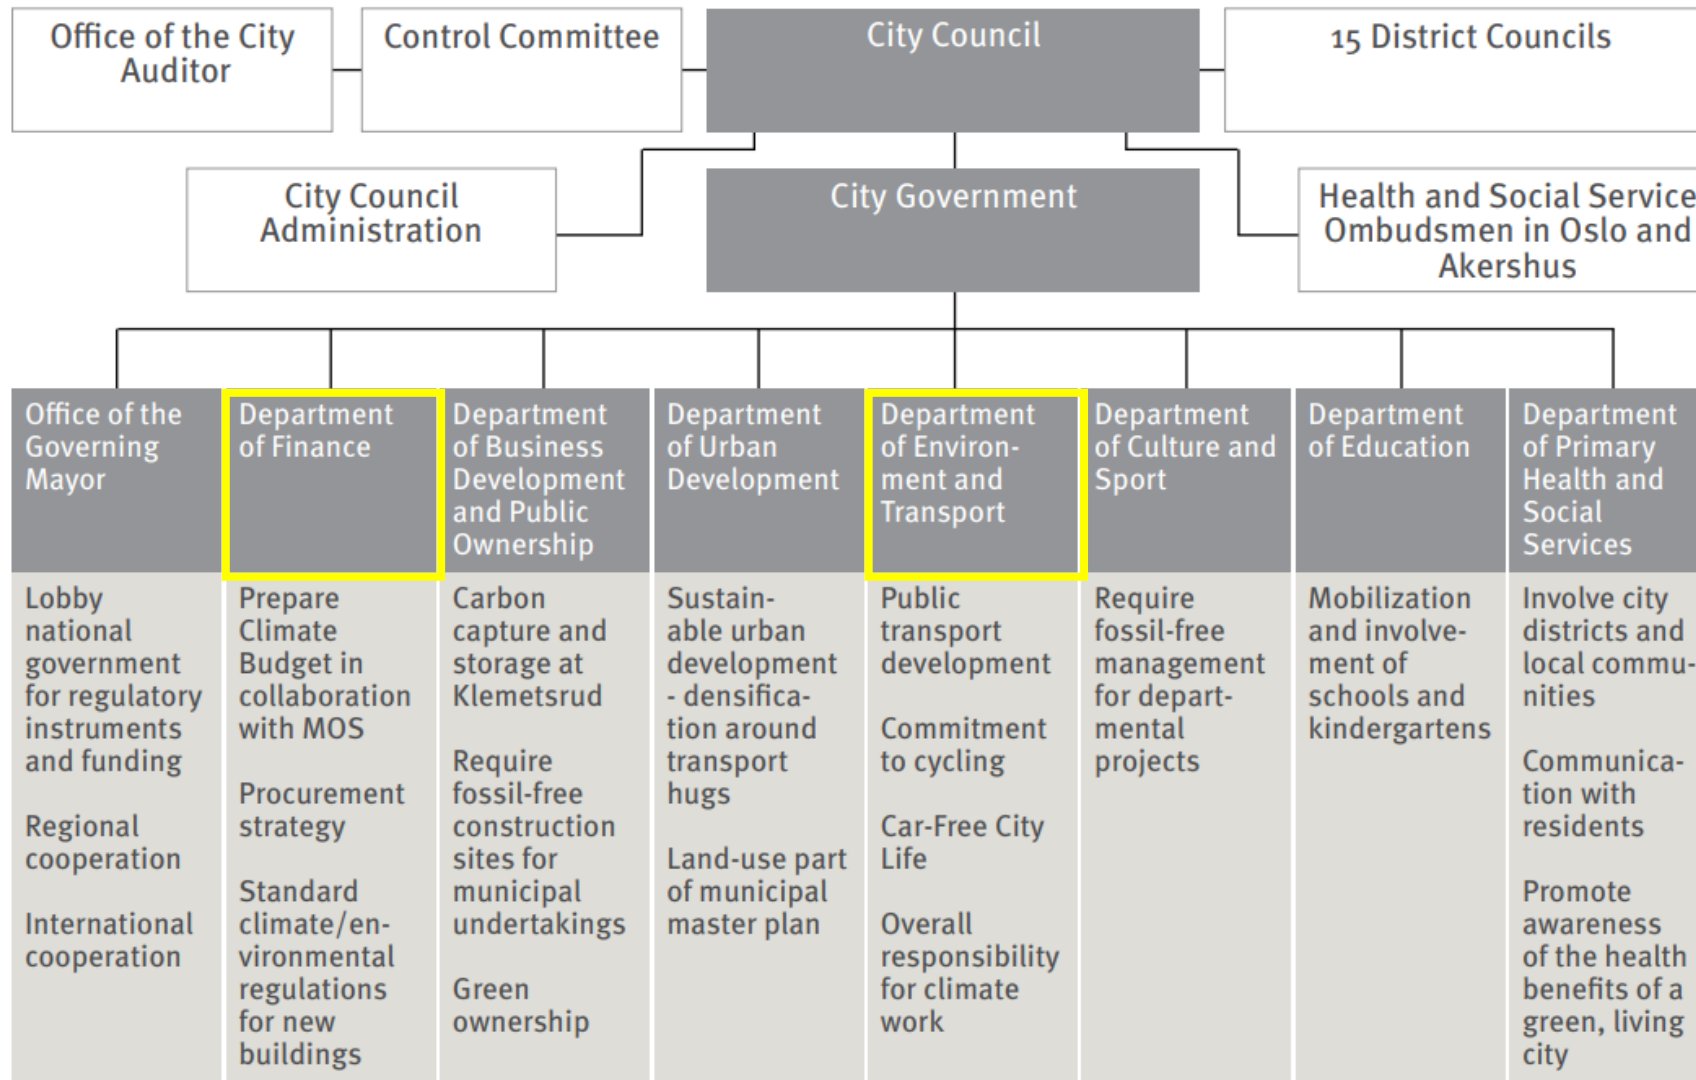 Office of the City
Auditor
Control Committee
City Council
15 District Councils
City Council
Administration
City Government
Health and Social Service
Ombudsmen in Oslo and
Akershus
Office of the
Governing
Mayor
Department
of Finance
Department
of Business
Development
and Public
Ownership
Department
of Urban
Development
Department
of Environ-
ment and
Transport
Department
of Culture and
Sport
Department
of Education
Department
of Primary
Health and
Social
Services
Lobby
national
government
for regulatory
instruments
and funding
Regional
cooperation
International
cooperation
Prepare
Climate
Budget in
collaboration
with MOS
Procurement
strategy
Standard
climate/en-
vironmental
regulations
for new
buildings
Carbon
capture and
storage at
Klemetsrud
Require
fossil-free
construction
sites for
municipal
undertakings
Green
ownership
Sustain-
able urban
development
- densifica-
tion around
transport
hugs
Land-use part
of municipal
master plan
Public
transport
development
Commitment
to cycling
Car-Free City
Life
Overall
responsibility
for climate
work
Require
fossil-free
management
for depart-
mental
projects
Mobilization
and involve-
ment of
schools and
kindergartens
Involve city
districts and
local commu-
nities
Communica-
tion with
residents
Promote
awareness
of the health
benefits of a
green, living
city